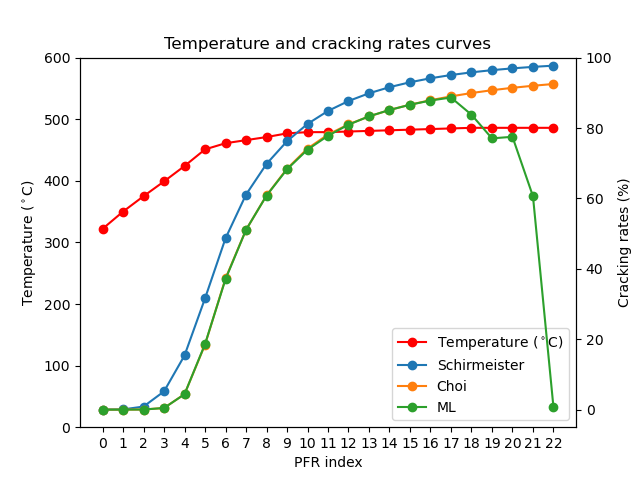 Temperature and cracking rates curves
600
500
400
300
200
100
0
Temperature (°C)
100
80
60
40
20
0
Cracking rates (%)
Temperature (°C)
Schirmeister
Choi
ML
0 1 2 3 4 5 6 7 8 9 10 11 12 13 14 15 16 17 18 19 20 21 22
PFR index